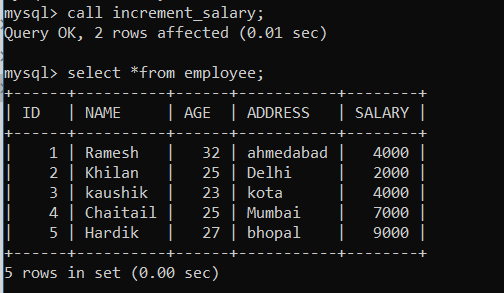 mysql> call increment_salary;
Query OK, 2 rows affected (0.01 sec)
mysql> select *from employee;
+------+----------+------+-----------+--------+
| ID   | NAME     | AGE  | ADDRESS   | SALARY |
+------+----------+------+-----------+--------+
|    1 | Ramesh   |   32 | ahmedabad |   4000 |
|    2 | Khilan   |   25 | Delhi     |   2000 |
|    3 | kaushik  |   23 | kota      |   4000 |
|    4 | Chaitail |   25 | Mumbai    |   7000 |
|    5 | Hardik   |   27 | bhopal    |   9000 |
+------+----------+------+-----------+--------+
5 rows in set (0.00 sec)